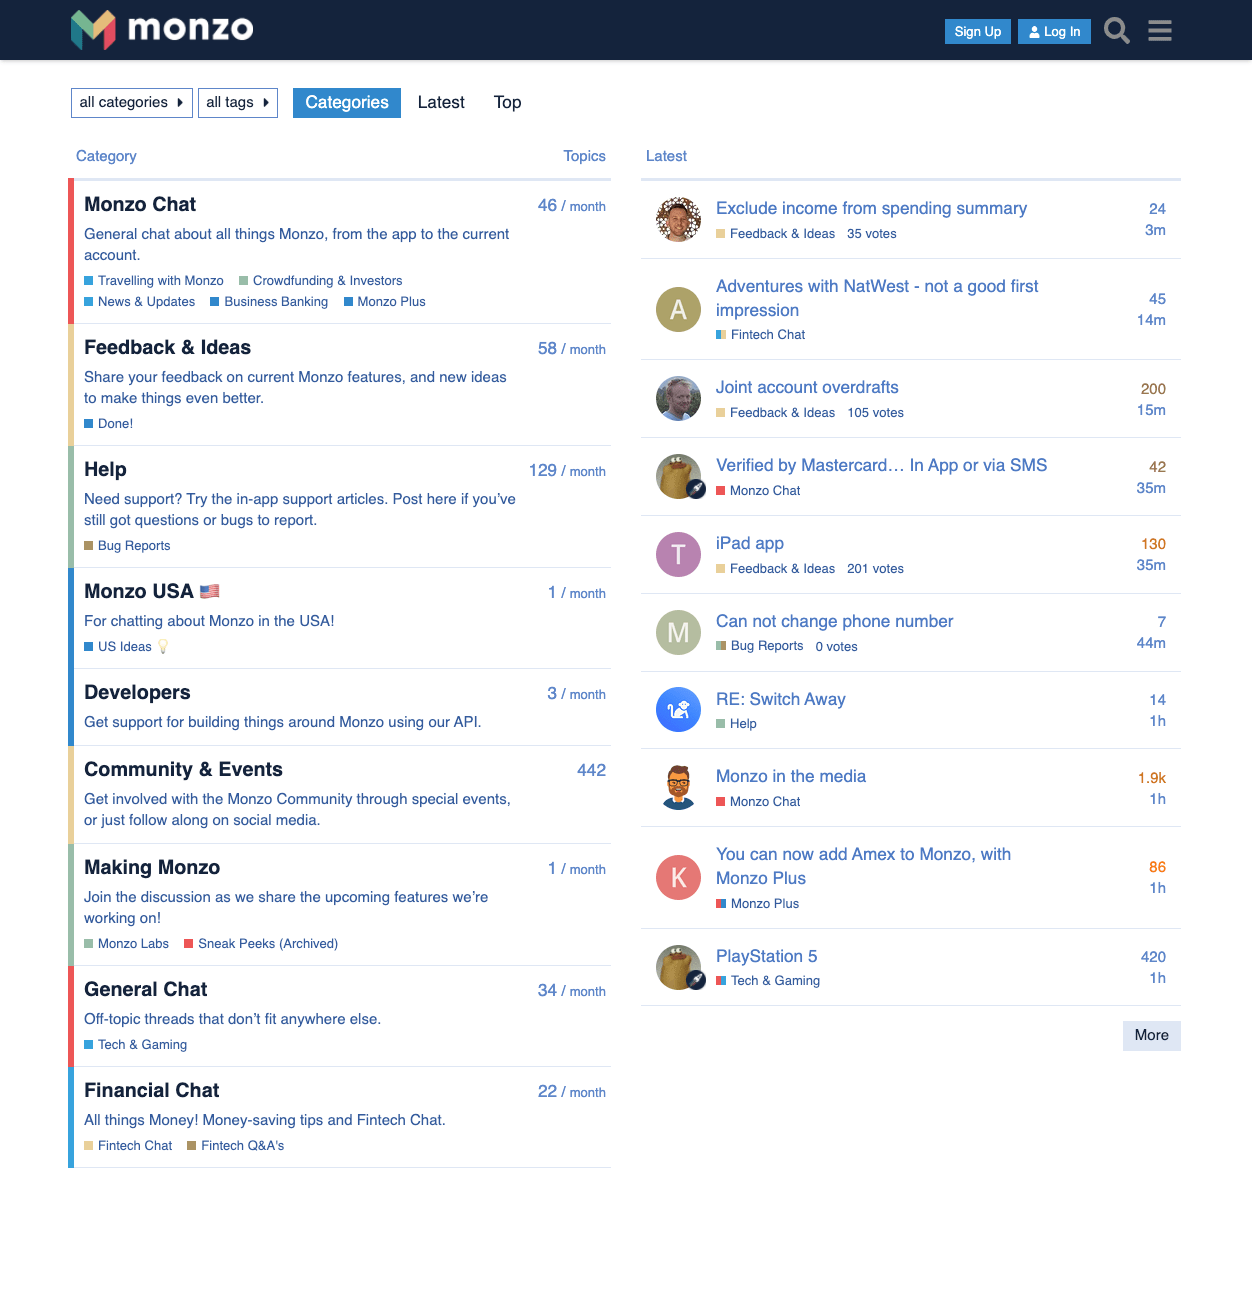 monzo
Sign Up
Log In
all categories
all tags
Categories
Latest
Top
Category
Topics
Monzo Chat
46 / month
General chat about all things Monzo, from the app to the current
account.
Travelling with Monzo
Crowdfunding & Investors
News & Updates
Business Banking
Monzo Plus
Feedback & Ideas
58 / month
Share your feedback on current Monzo features, and new ideas
to make things even better.
Done!
Help
129 / month
Need support? Try the in-app support articles. Post here if you’ve
still got questions or bugs to report.
Bug Reports
Monzo USA 🇺🇸
1 / month
For chatting about Monzo in the USA!
US Ideas 💡
Developers
3 / month
Get support for building things around Monzo using our API.
Community & Events
442
Get involved with the Monzo Community through special events,
or just follow along on social media.
Making Monzo
1 / month
Join the discussion as we share the upcoming features we’re
working on!
Monzo Labs
Sneak Peeks (Archived)
General Chat
34 / month
Off-topic threads that don’t fit anywhere else.
Tech & Gaming
Financial Chat
22 / month
All things Money! Money-saving tips and Fintech Chat.
Fintech Chat
Fintech Q&A's
Latest
Exclude income from spending summary
24
Feedback & Ideas 35 votes
3m
A
Adventures with NatWest - not a good first
impression
45
14m
Fintech Chat
Joint account overdrafts
200
Feedback & Ideas 105 votes
15m
Verified by Mastercard… In App or via SMS
42
Monzo Chat
35m
T
iPad app
130
Feedback & Ideas 201 votes
35m
M
Can not change phone number
7
Bug Reports 0 votes
44m
RE: Switch Away
14
Help
1h
Monzo in the media
1.9k
Monzo Chat
1h
K
You can now add Amex to Monzo, with
Monzo Plus
86
1h
Monzo Plus
PlayStation 5
420
Tech & Gaming
1h
More